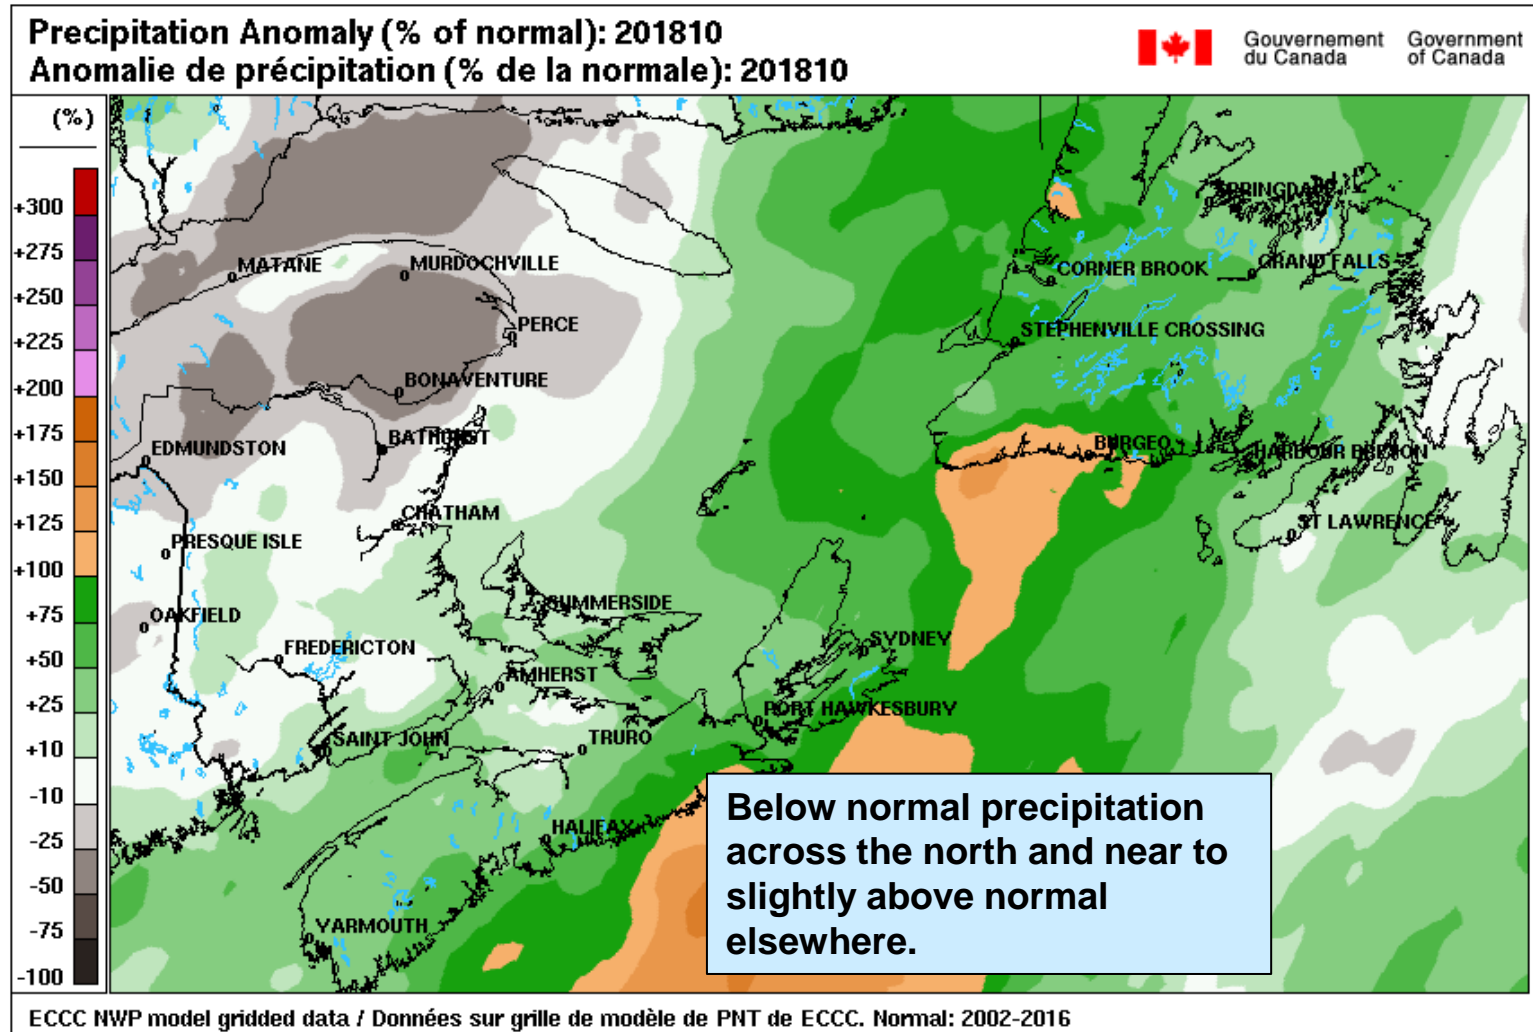 Precipitation Anomaly (% of normal): 201810
Anomalie de précipitation (% de la normale): 201810
Gouvernement du Canada
Government of Canada
(%)
+300
+275
+250
+225
+200
+175
+150
+125
+100
+75
+50
+25
+10
-10
-25
-50
-75
-100
SPRINGDALE
MATANE
MURDOCHVILLE
CORNER BROOK
GRAND FALLS
PERCE
STEPHENVILLE CROSSING
BONAVENTURE
EDMUNDSTON
BATHURST
BURGEO
HARBOUR BRETON
CHATHAM
ST LAWRENCE
PRESQUE ISLE
OAKFIELD
SUMMERSIDE
FREDERICTON
SYDNEY
AMHERST
PORT HAWKESBURY
SAINT JOHN
TRURO
HALIFAX
YARMOUTH
Below normal precipitation
across the north and near to
slightly above normal
elsewhere.
ECCC NWP model gridded data / Données sur grille de modèle de PNT de ECCC. Normal: 2002-2016